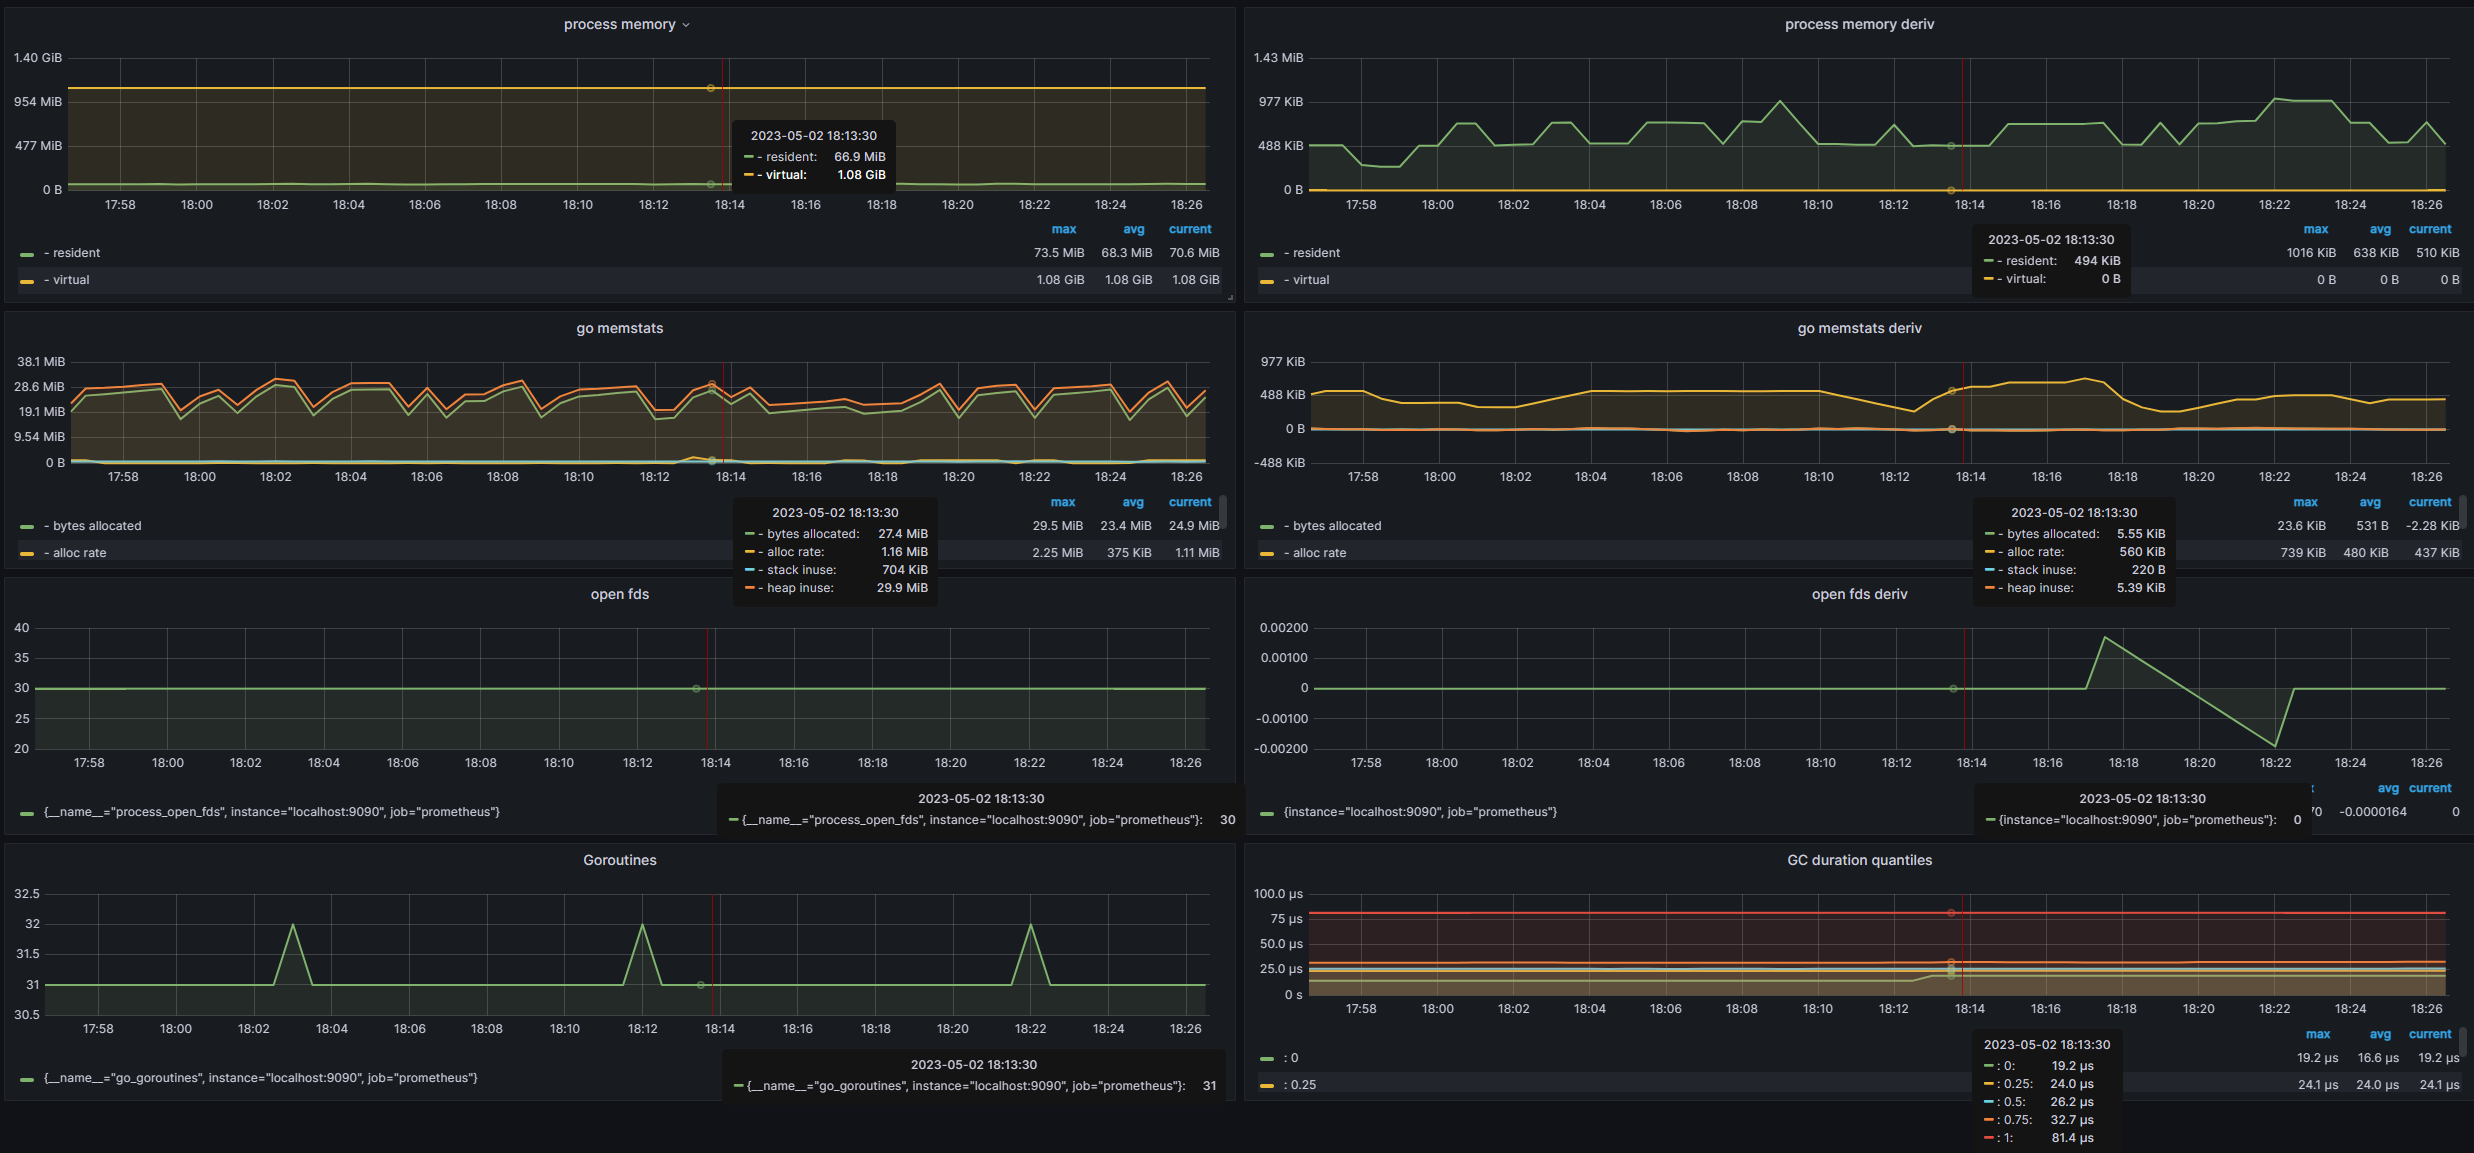 process memory
1.40 GiB
954 MiB
477 MiB
0 B
17:58 18:00 18:02 18:04 18:06 18:08 18:10 18:12 18:14 18:16 18:18 18:20 18:22 18:24 18:26
2023-05-02 18:13:30
- resident: 66.9 MiB
- virtual: 1.08 GiB
max avg current
- resident 73.5 MiB 68.3 MiB 70.6 MiB
- virtual 1.08 GiB 1.08 GiB 1.08 GiB
process memory deriv
1.43 MiB
977 KiB
488 KiB
0 B
17:58 18:00 18:02 18:04 18:06 18:08 18:10 18:12 18:14 18:16 18:18 18:20 18:22 18:24 18:26
max avg current
- resident 1016 KiB 638 KiB 510 KiB
- virtual 0 B 0 B 0 B
2023-05-02 18:13:30
- resident: 494 KiB
- virtual: 0 B
go memstats
38.1 MiB
28.6 MiB
19.1 MiB
9.54 MiB
0 B
17:58 18:00 18:02 18:04 18:06 18:08 18:10 18:12 18:14 18:16 18:18 18:20 18:22 18:24 18:26
max avg current
- bytes allocated 29.5 MiB 23.4 MiB 24.9 MiB
- alloc rate 2.25 MiB 375 KiB 1.11 MiB
2023-05-02 18:13:30
- bytes allocated: 27.4 MiB
- alloc rate: 1.16 MiB
- stack inuse: 704 KiB
- heap inuse: 29.9 MiB
go memstats deriv
977 KiB
488 KiB
0 B
-488 KiB
17:58 18:00 18:02 18:04 18:06 18:08 18:10 18:12 18:14 18:16 18:18 18:20 18:22 18:24 18:26
max avg current
- bytes allocated 23.6 KiB 531 B -2.28 KiB
- alloc rate 739 KiB 480 KiB 437 KiB
2023-05-02 18:13:30
- bytes allocated: 5.55 KiB
- alloc rate: 560 KiB
- stack inuse: 220 B
- heap inuse: 5.39 KiB
open fds
40
35
30
25
20
17:58 18:00 18:02 18:04 18:06 18:08 18:10 18:12 18:14 18:16 18:18 18:20 18:22 18:24 18:26
{__name__="process_open_fds", instance="localhost:9090", job="prometheus"}
2023-05-02 18:13:30
{__name__="process_open_fds", instance="localhost:9090", job="prometheus"}: 30
open fds deriv
0.00200
0.00100
0
-0.00100
-0.00200
17:58 18:00 18:02 18:04 18:06 18:08 18:10 18:12 18:14 18:16 18:18 18:20 18:22 18:24 18:26
avg current
{instance="localhost:9090", job="prometheus"} -0.0000164 0
2023-05-02 18:13:30
{instance="localhost:9090", job="prometheus"}: 0
Goroutines
32.5
32
31.5
31
30.5
17:58 18:00 18:02 18:04 18:06 18:08 18:10 18:12 18:14 18:16 18:18 18:20 18:22 18:24 18:26
{__name__="go_goroutines", instance="localhost:9090", job="prometheus"}
2023-05-02 18:13:30
{__name__="go_goroutines", instance="localhost:9090", job="prometheus"}: 31
GC duration quantiles
100.0 µs
75 µs
50.0 µs
25.0 µs
0 s
17:58 18:00 18:02 18:04 18:06 18:08 18:10 18:12 18:14 18:16 18:18 18:20 18:22 18:24 18:26
max avg current
: 0 19.2 µs 16.6 µs 19.2 µs
: 0.25 24.1 µs 24.0 µs 24.1 µs
2023-05-02 18:13:30
: 0: 19.2 µs
: 0.25: 24.0 µs
: 0.5: 26.2 µs
: 0.75: 32.7 µs
: 1: 81.4 µs